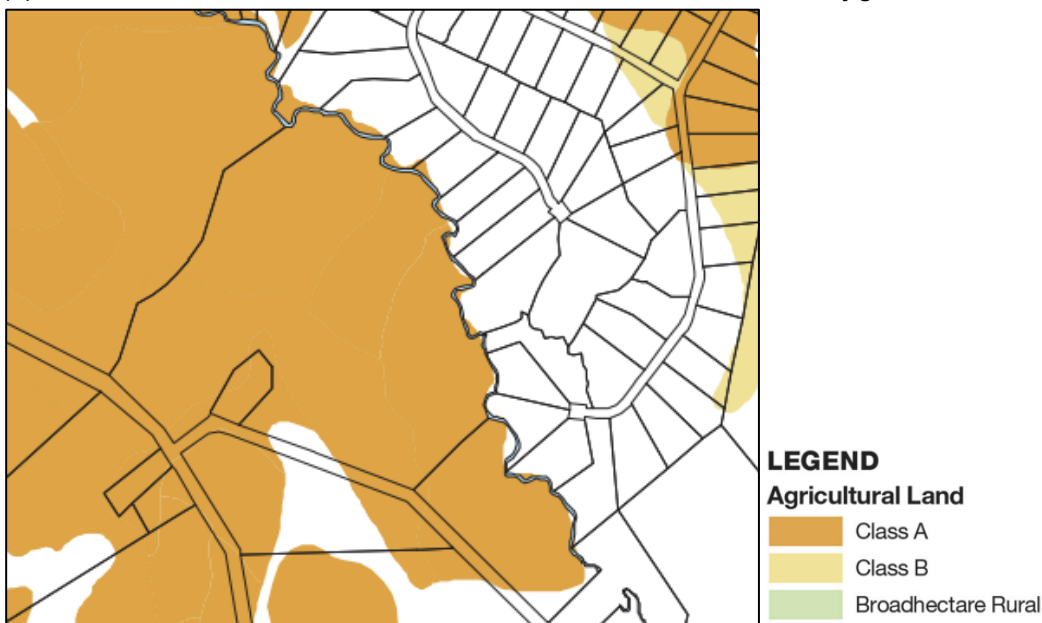 LEGEND
Agricultural Land
Class A
Class B
Broadhectare Rural